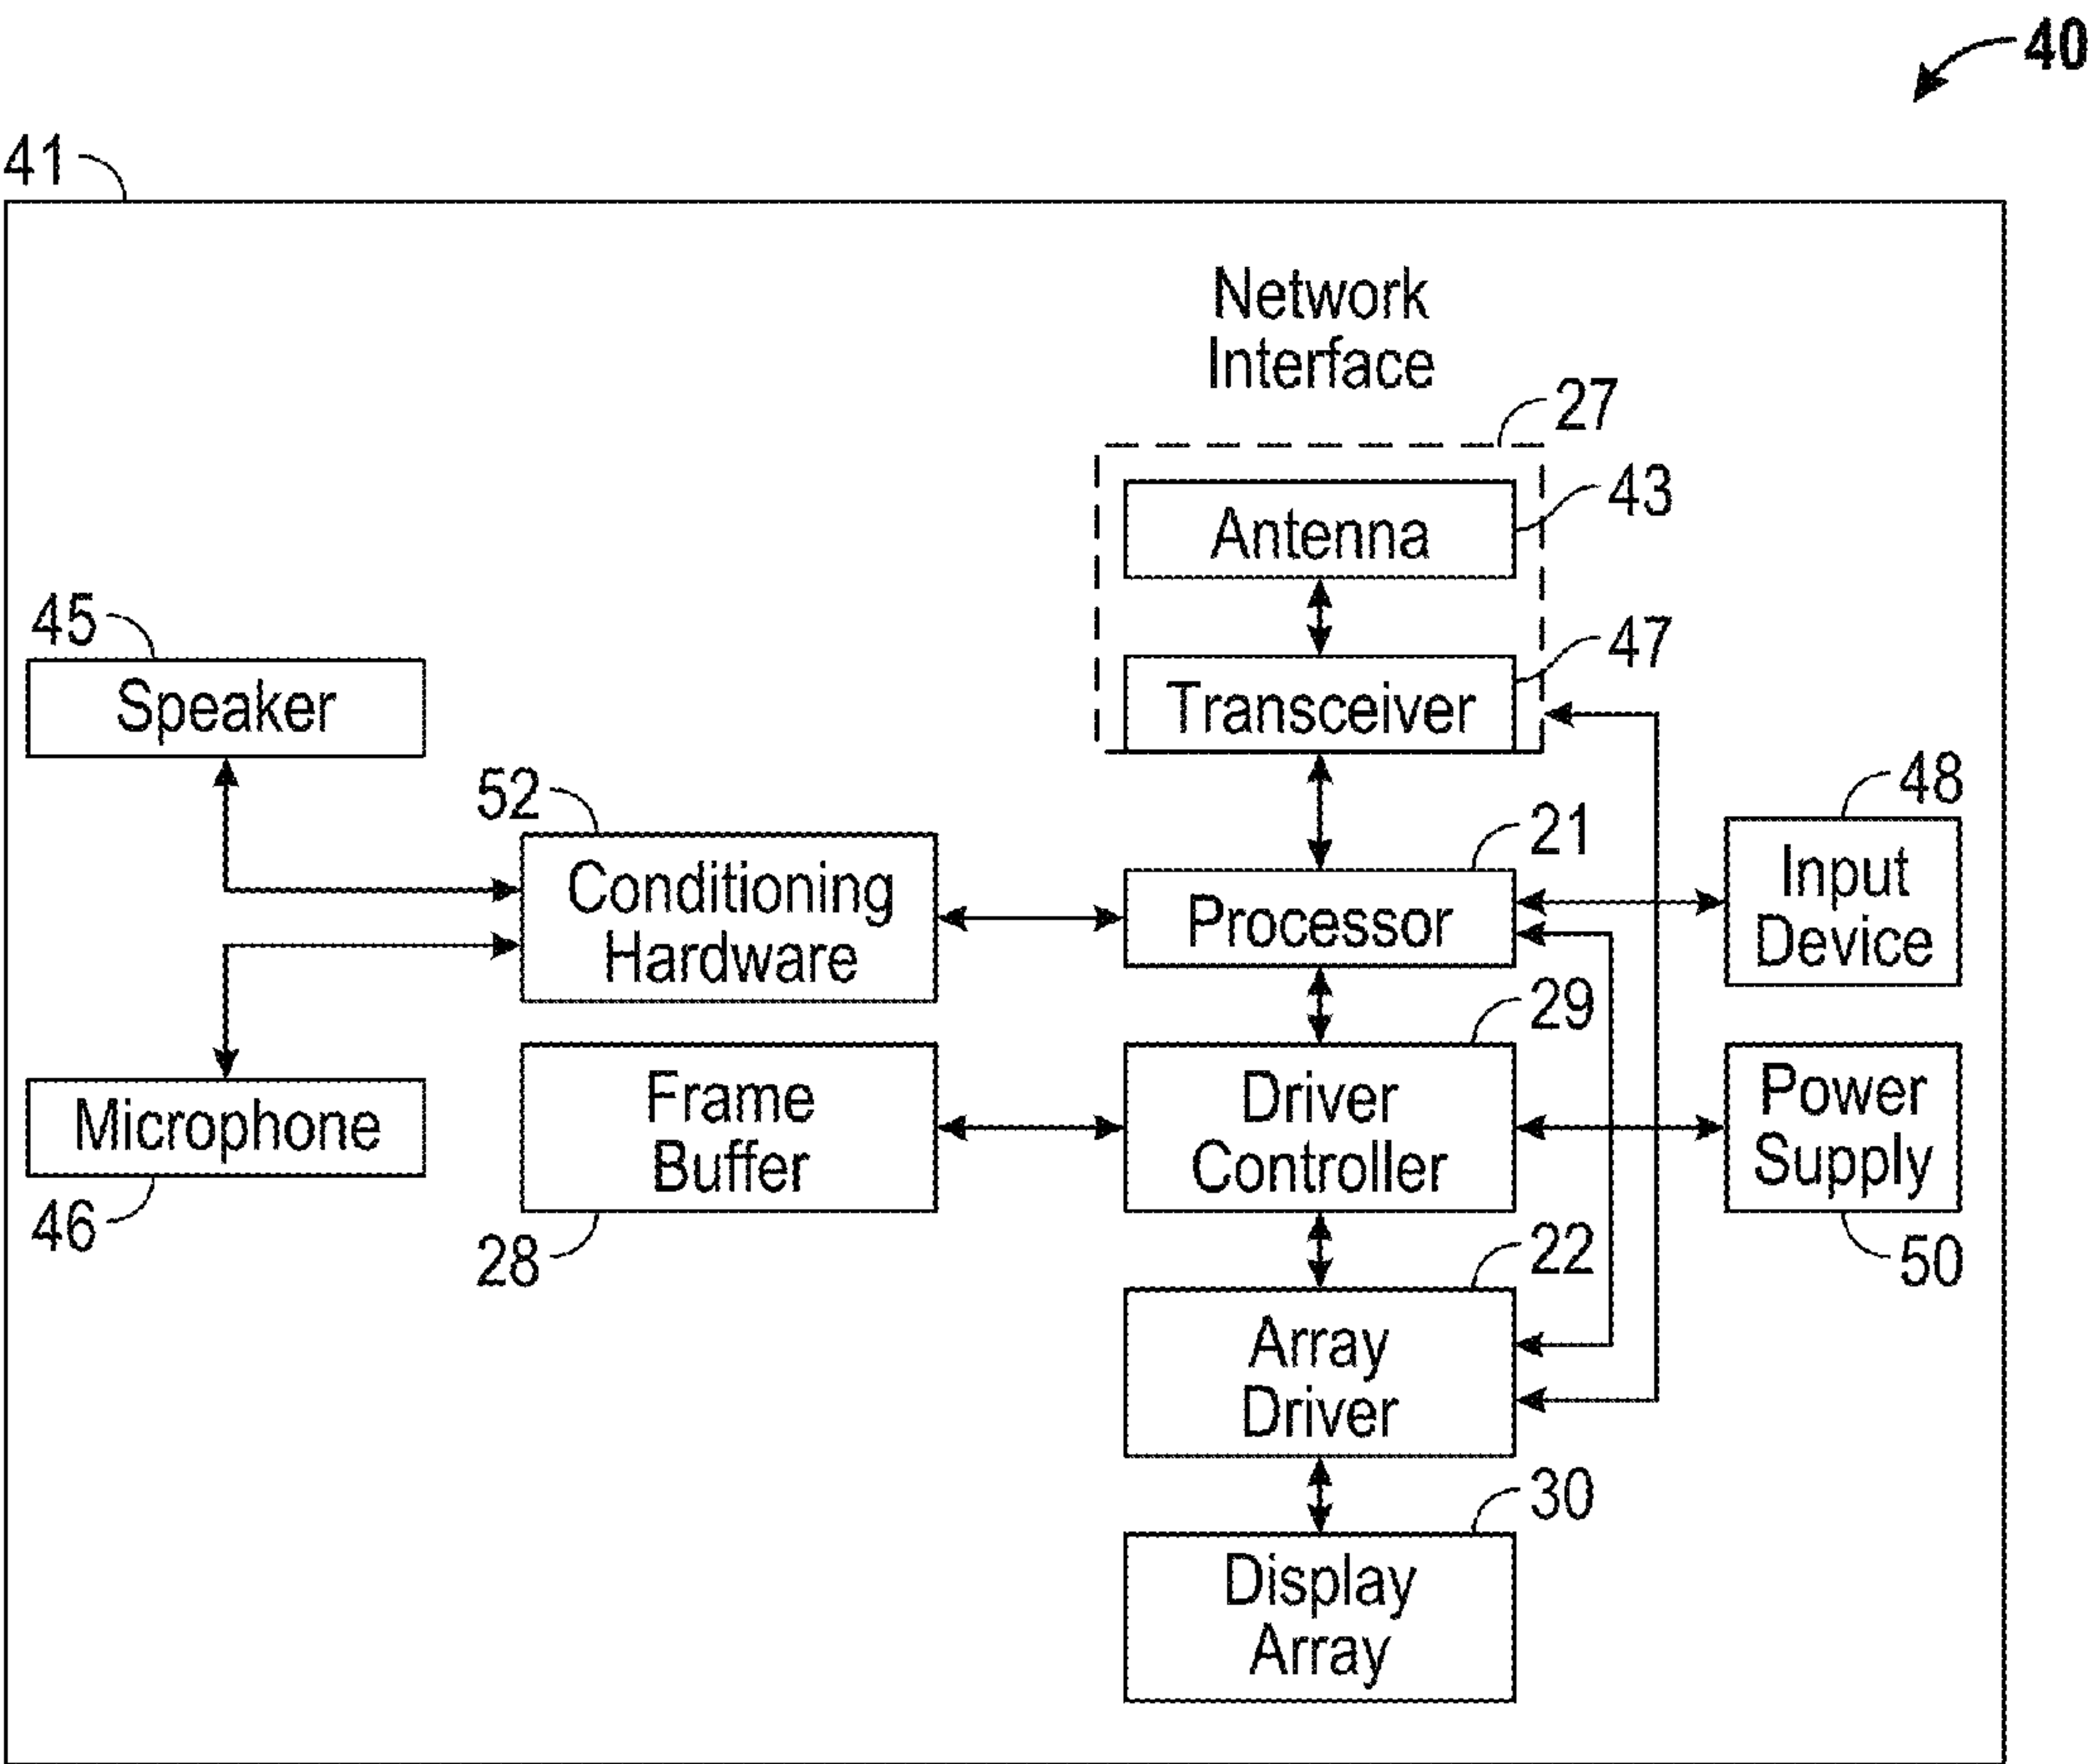 40
41
Network
Interface
27
Antenna
43
45
Speaker
Transceiver
47
52
Conditioning
Hardware
21
Processor
48
Input
Device
29
Microphone
46
Frame
Buffer
28
Driver
Controller
Power
Supply
50
22
Array
Driver
30
Display
Array